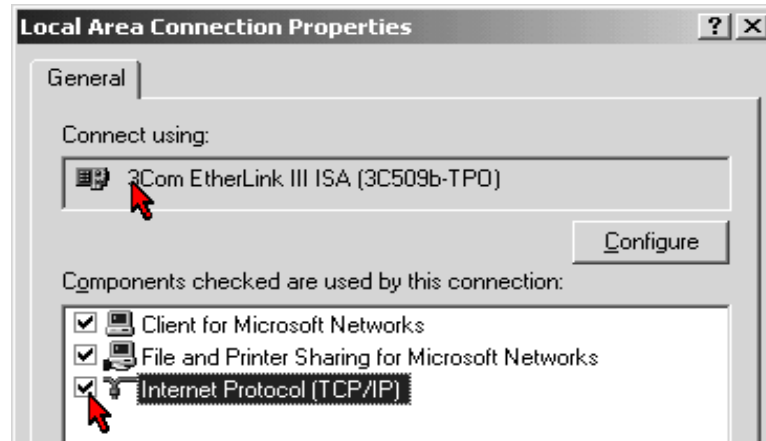 Local Area Connection Properties
General
Connect using:
3Com EtherLink III ISA (3C509b-TPO)
Configure
Components checked are used by this connection:
Client for Microsoft Networks
File and Printer Sharing for Microsoft Networks
Internet Protocol (TCP/IP)